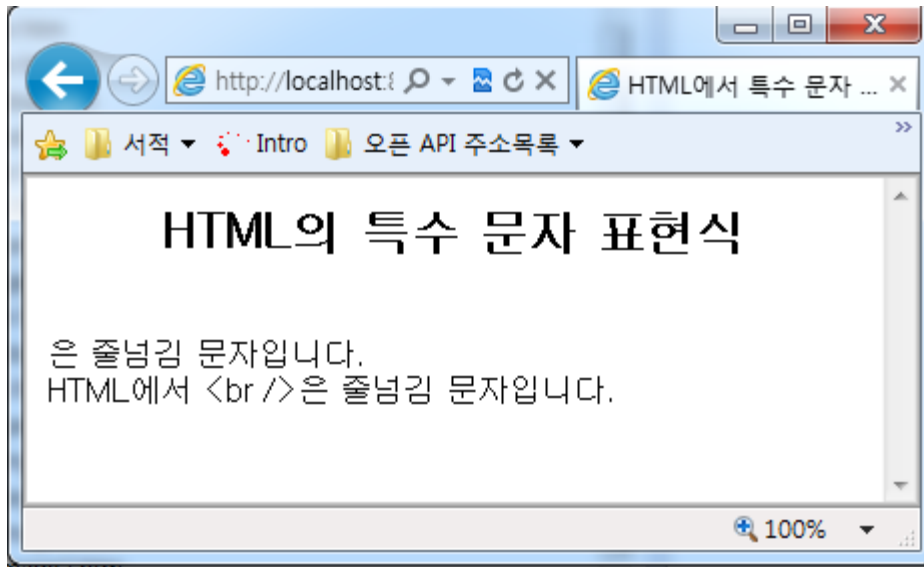 http://localhost:8
HTML에서 특수 문자 ...
서적 Intro 오픈 API 주소목록
HTML의 특수 문자 표현식
은 줄넘김 문자입니다.
HTML에서 <br />은 줄넘김 문자입니다.
100%